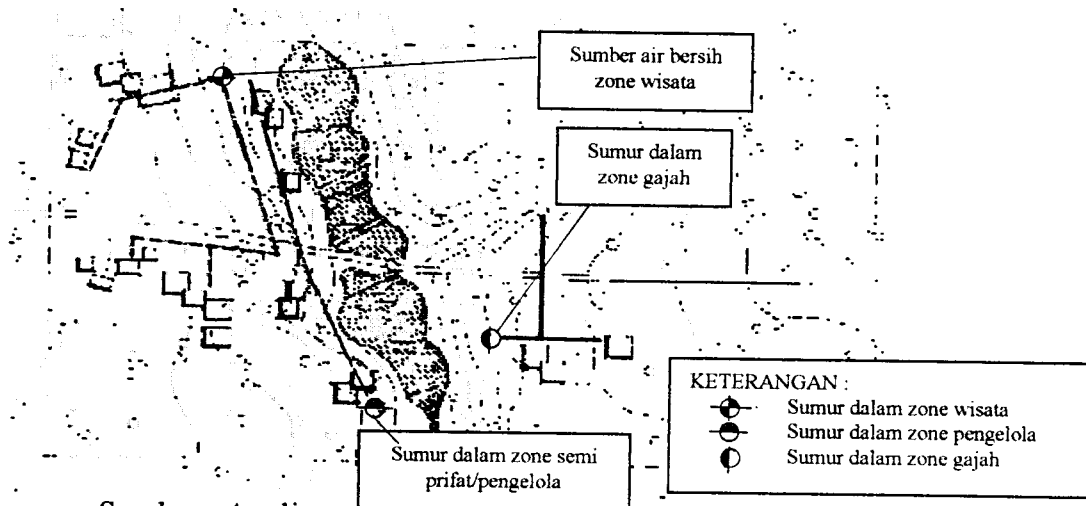 Sumber air bersih
zone wisata
Sumur dalam
zone gajah
KETERANGAN :
Sumur dalam zone wisata
Sumur dalam zone pengelola
Sumur dalam zone gajah
Sumur dalam zone semi
prifat/pengelola